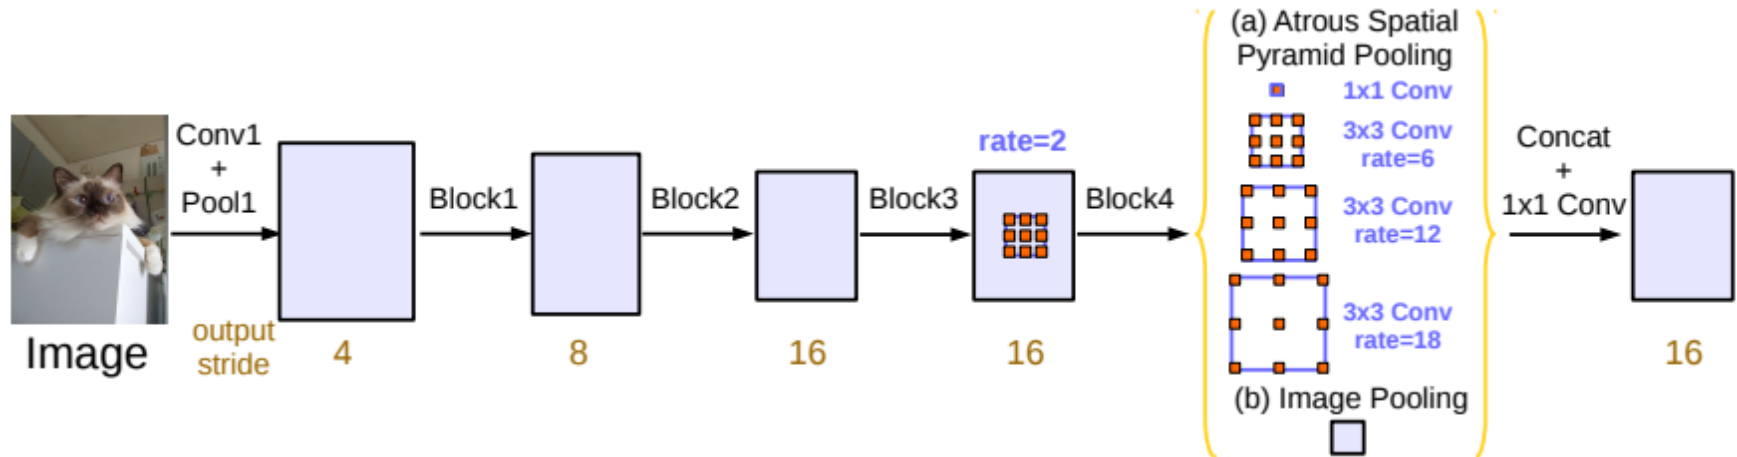 (a) Atrous Spatial
Pyramid Pooling
1x1 Conv
3x3 Conv
rate=6
3x3 Conv
rate=12
3x3 Conv
rate=18
(b) Image Pooling
Conv1
+
Pool1
Block1
Block2
Block3
rate=2
Block4
Concat
+
1x1 Conv
Image
output
stride
4
8
16
16
16